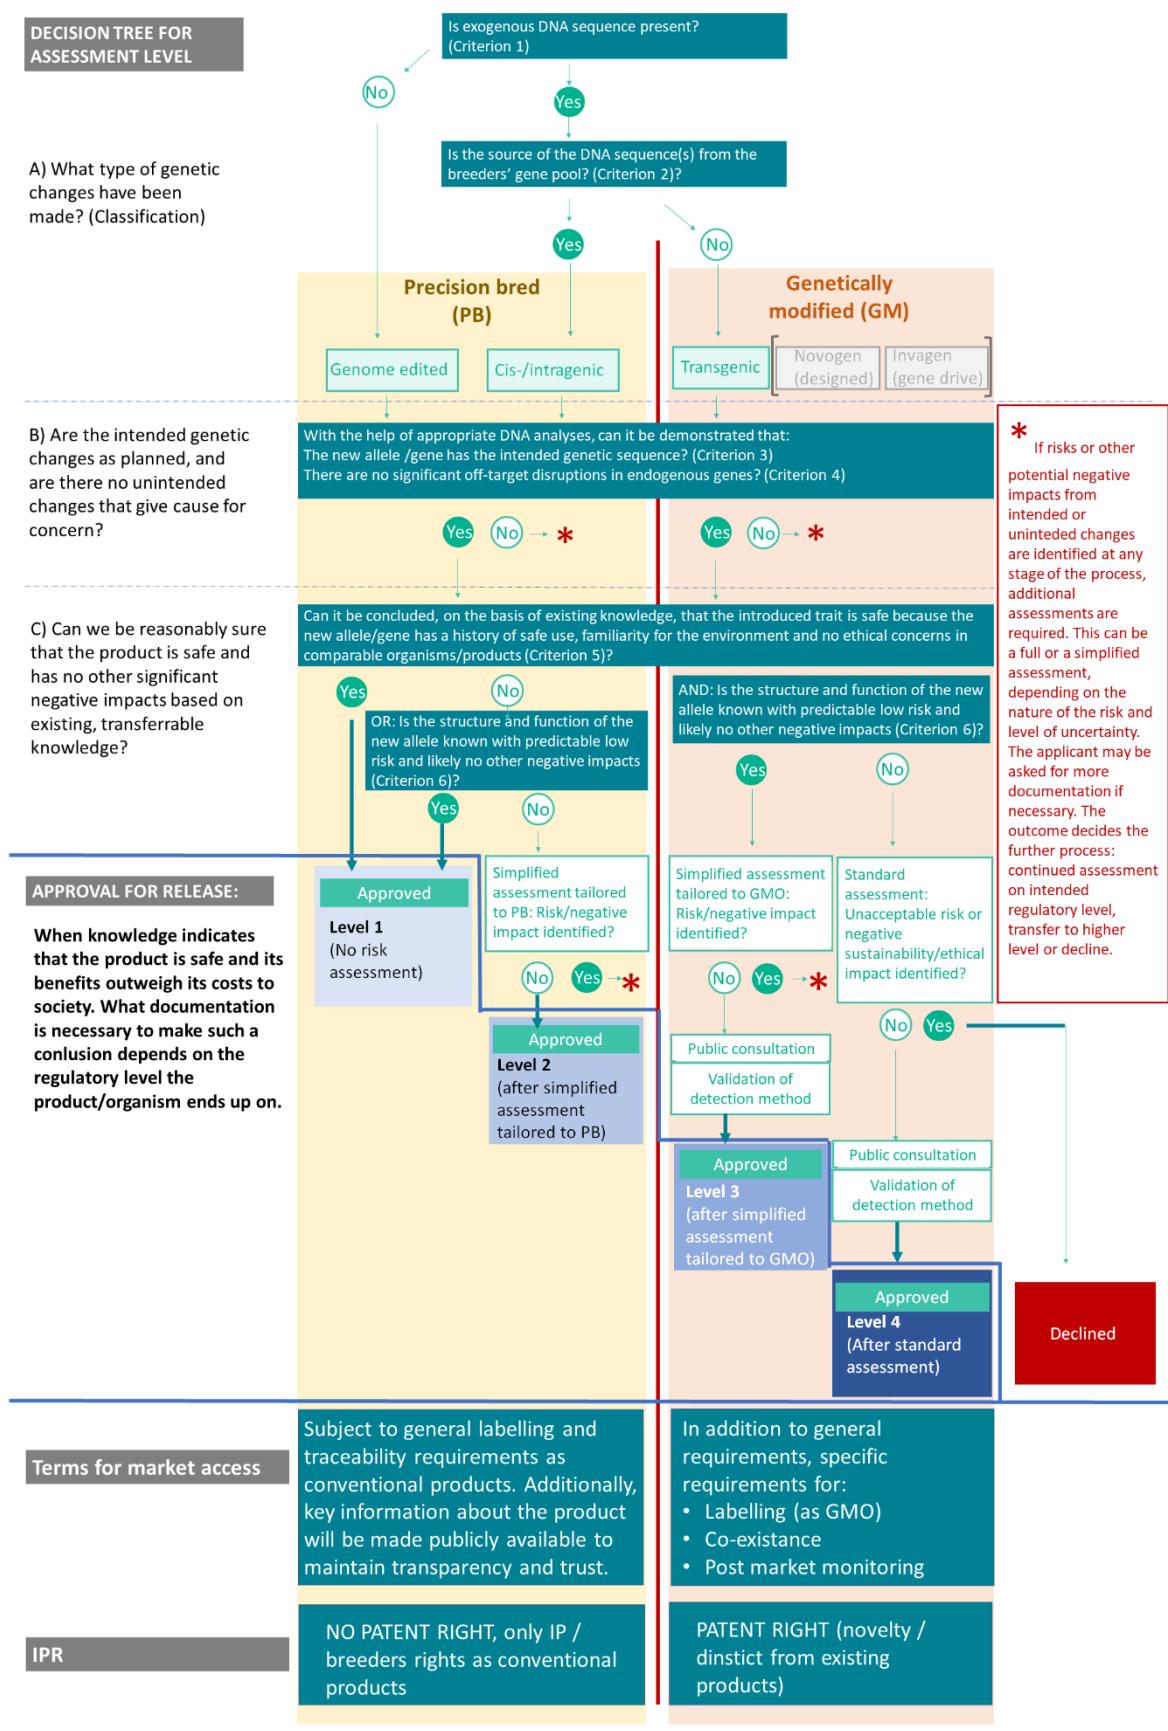 DECISION TREE FOR
ASSESSMENT LEVEL
Is exogenous DNA sequence present?
(Criterion 1)
No
Yes
A) What type of genetic
changes have been
made? (Classification)
Is the source of the DNA sequence(s) from the
breeders' gene pool? (Criterion 2)?
Yes
No
Precision bred
(PB)
Genetically
modified (GM)
Genome edited
Cis-/intragenic
Transgenic
Novogen
(designed)
Invagen
(gene drive)
B) Are the intended genetic
changes as planned, and
are there no unintended
changes that give cause for
concern?
With the help of appropriate DNA analyses, can it be demonstrated that:
The new allele /gene has the intended genetic sequence? (Criterion 3)
There are no significant off-target disruptions in endogenous genes? (Criterion 4)
Yes
No
*
Yes
No
*
* If risks or other
potential negative
impacts from
intended or
uninteded changes
are identified at any
stage of the process,
additional
assessments are
required. This can be
a full or a simplified
assessment,
depending on the
nature of the risk and
level of uncertainty.
The applicant may be
asked for more
documentation if
necessary. The
outcome decides the
further process:
continued assessment
on intended
regulatory level,
transfer to higher
level or decline.
C) Can we be reasonably sure
that the product is safe and
has no other significant
negative impacts based on
existing, transferrable
knowledge?
Can it be concluded, on the basis of existing knowledge, that the introduced trait is safe because the
new allele/gene has a history of safe use, familiarity for the environment and no ethical concerns in
comparable organisms/products (Criterion 5)?
Yes
No
OR: Is the structure and function of the
new allele known with predictable low
risk and likely no other negative impacts
(Criterion 6)?
AND: Is the structure and function of the new
allele known with predictable low risk and
likely no other negative impacts (Criterion 6)?
Yes
No
Yes
No
APPROVAL FOR RELEASE:
When knowledge indicates
that the product is safe and its
benefits outweigh its costs to
society. What documentation
is necessary to make such a
conlusion depends on the
regulatory level the
product/organism ends up on.
Approved
Level 1
(No risk
assessment)
Simplified
assessment tailored
to PB: Risk/negative
impact identified?
No
Yes
*
Approved
Level 2
(after simplified
assessment
tailored to PB)
Simplified assessment
tailored to GMO:
Risk/negative impact
identified?
No
Yes
*
Public consultation
Validation of
detection method
Approved
Level 3
(after simplified
assessment
tailored to GMO)
Standard
assessment:
Unacceptable risk or
negative
sustainability/ethical
impact identified?
No
Yes
Public consultation
Validation of
detection method
Approved
Level 4
(After standard
assessment)
Declined
Terms for market access
Subject to general labelling and
traceability requirements as
conventional products. Additionally,
key information about the product
will be made publicly available to
maintain transparency and trust.
In addition to general
requirements, specific
requirements for:
• Labelling (as GMO)
• Co-existance
• Post market monitoring
IPR
NO PATENT RIGHT, only IP /
breeders rights as conventional
products
PATENT RIGHT (novelty /
dinstict from existing
products)